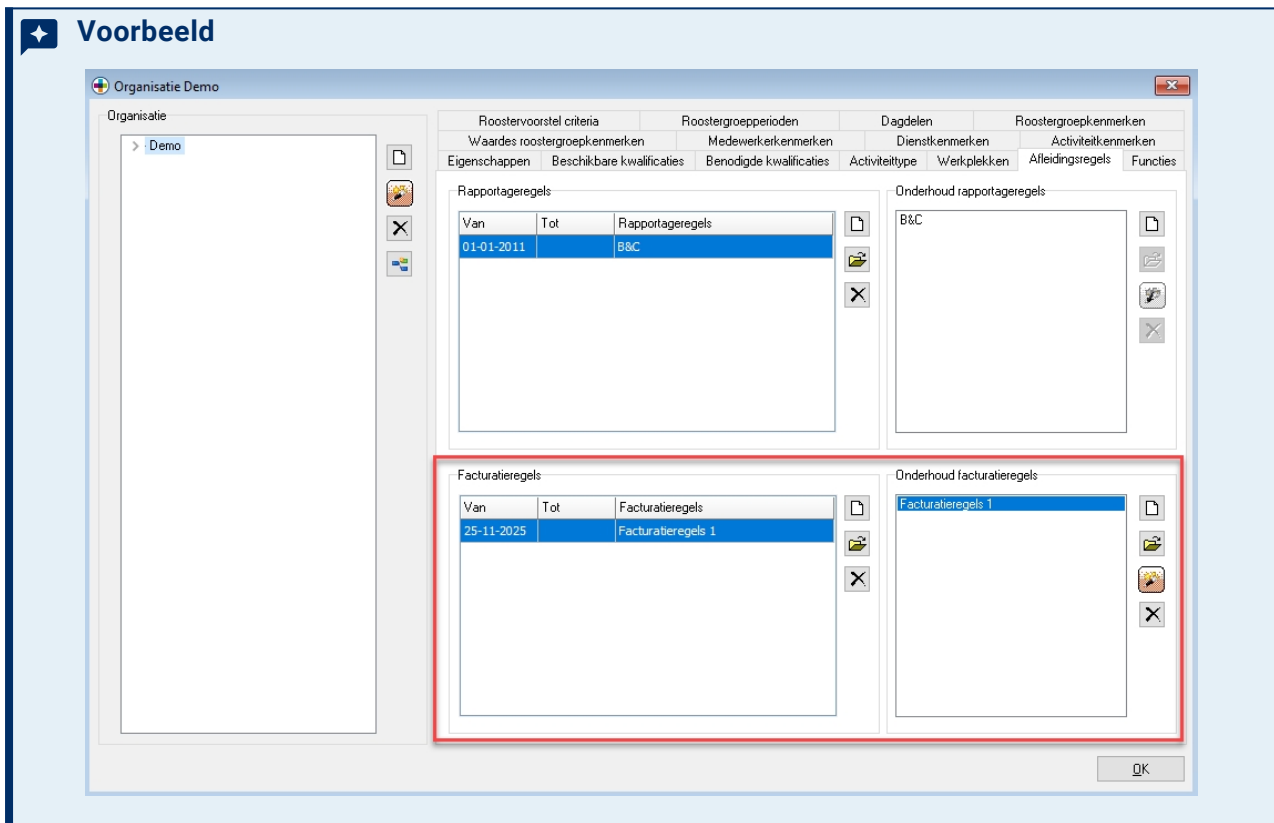 Voorbeeld
Organisatie Demo
Organisatie
Demo
Roostervoorstel criteria Roostergroepperioden Dagdelen Roostergroepkenmerken
Waardes roostergroepkenmerken Medewerkerkenmerken Dienstkenmerken Activiteitkenmerken
Eigenschappen Beschikbare kwalificaties Benodigde kwalificaties Activiteittype Werkplekken Afleidingsregels Functies
Rapportageregels
Van Tot Rapportageregels
01-01-2011 B&C
Onderhoud rapportageregels
B&C
Facturatieregels
Van Tot Facturatieregels
25-11-2025 Facturatieregels 1
Onderhoud facturatieregels
Facturatieregels 1
OK